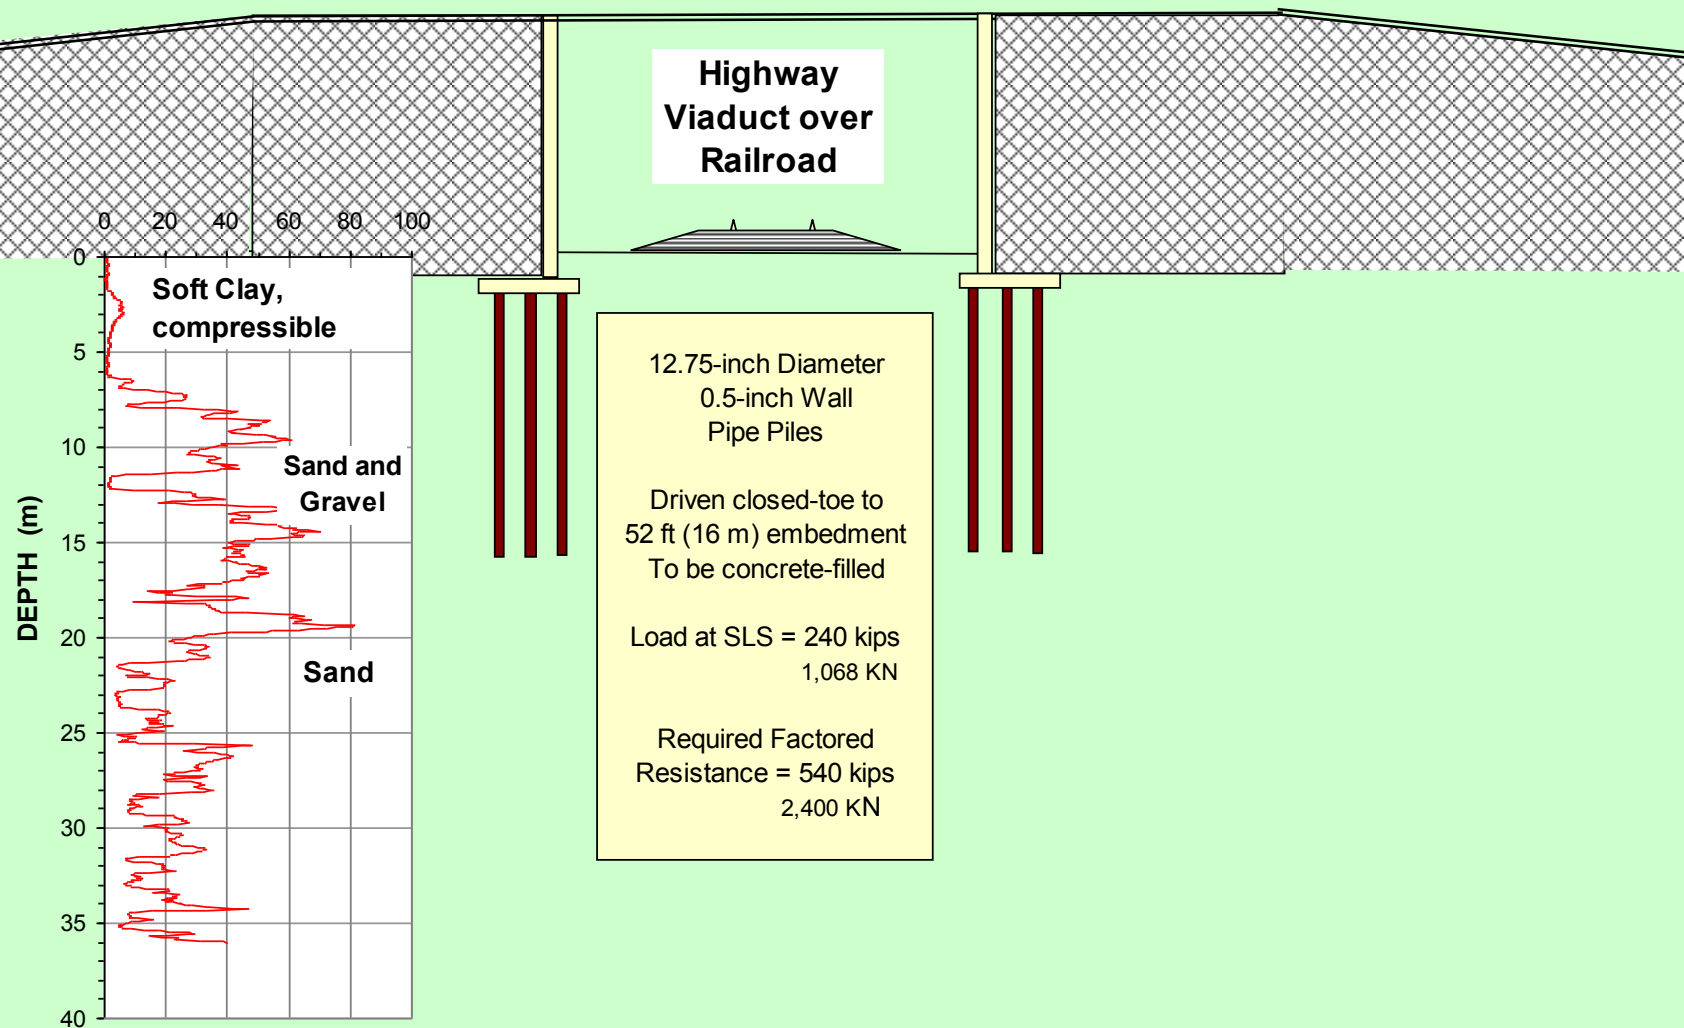 Highway
Viaduct over
Railroad
0 20 40 60 80 100
0
5
10
15
20
25
30
35
40
DEPTH (m)
Soft Clay,
compressible
Sand and
Gravel
Sand
12.75-inch Diameter
0.5-inch Wall
Pipe Piles
Driven closed-toe to
52 ft (16 m) embedment
To be concrete-filled
Load at SLS = 240 kips
1,068 KN
Required Factored
Resistance = 540 kips
2,400 KN